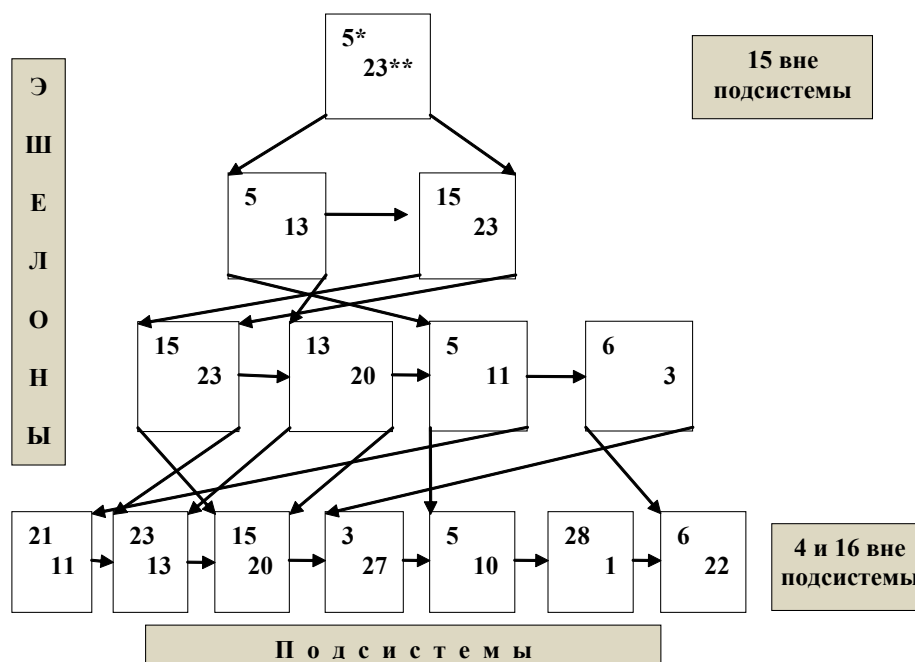 5*
23**
15 вне
подсистемы
Э
Ш
Е
Л
О
Н
Ы
5
13
15
23
15
23
13
20
5
11
6
3
21
11
23
13
15
20
3
27
5
10
28
1
6
22
4 и 16 вне
подсистемы
П о д с и с т е м ы